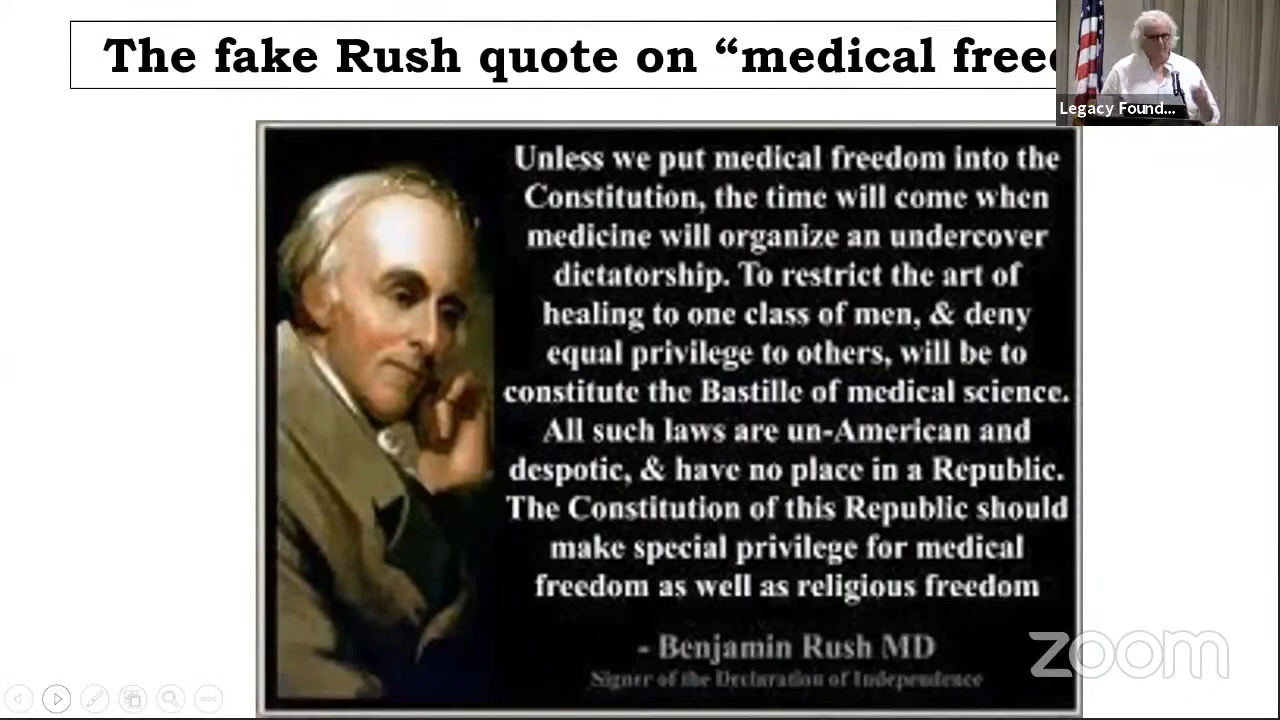 The fake Rush quote on “medical free
Legacy Found...
Unless we put medical freedom into the
Constitution, the time will come when
medicine will organize an undercover
dictatorship. To restrict the art of
healing to one class of men, & deny
equal privilege to others, will be to
constitute the Bastille of medical science.
All such laws are un-American and
despotic, & have no place in a Republic.
The Constitution of this Republic should
make special privilege for medical
freedom as well as religious freedom
- Benjamin Rush MD
Signer of the Declaration of Independence
zoom